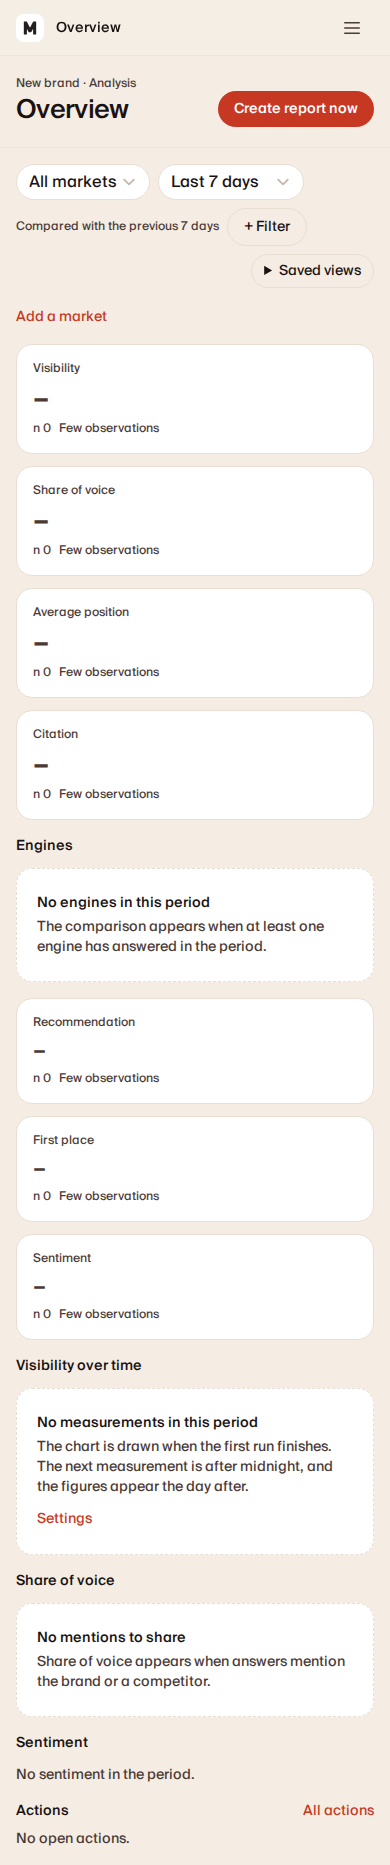 M Overview
New brand · Analysis
Overview
Create report now
All markets
Last 7 days
Compared with the previous 7 days
+ Filter
Saved views
Add a market
Visibility
–
n 0 Few observations
Share of voice
–
n 0 Few observations
Average position
–
n 0 Few observations
Citation
–
n 0 Few observations
Engines
No engines in this period
The comparison appears when at least one
engine has answered in the period.
Recommendation
–
n 0 Few observations
First place
–
n 0 Few observations
Sentiment
–
n 0 Few observations
Visibility over time
No measurements in this period
The chart is drawn when the first run finishes.
The next measurement is after midnight, and
the figures appear the day after.
Settings
Share of voice
No mentions to share
Share of voice appears when answers mention
the brand or a competitor.
Sentiment
No sentiment in the period.
Actions
All actions
No open actions.